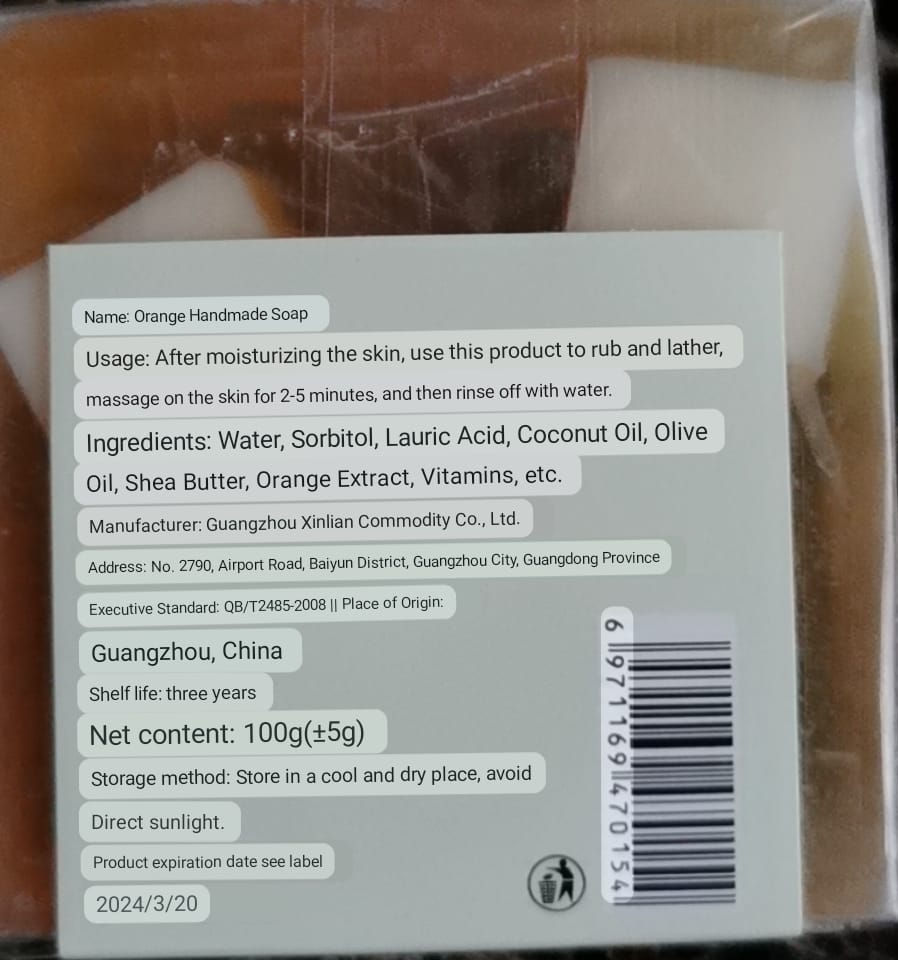 Name: Orange Handmade Soap
Usage: After moisturizing the skin, use this product to rub and lather,
massage on the skin for 2-5 minutes, and then rinse off with water.
Ingredients: Water, Sorbitol, Lauric Acid, Coconut Oil, Olive
Oil, Shea Butter, Orange Extract, Vitamins, etc.
Manufacturer: Guangzhou Xinlian Commodity Co., Ltd.
Address: No. 2790, Airport Road, Baiyun District, Guangzhou City, Guangdong Province
Executive Standard: QB/T2485-2008 || Place of Origin:
Guangzhou, China
Shelf life: three years
Net content: 100g(±5g)
Storage method: Store in a cool and dry place, avoid
Direct sunlight.
Product expiration date see label
2024/3/20
6 971169 470154